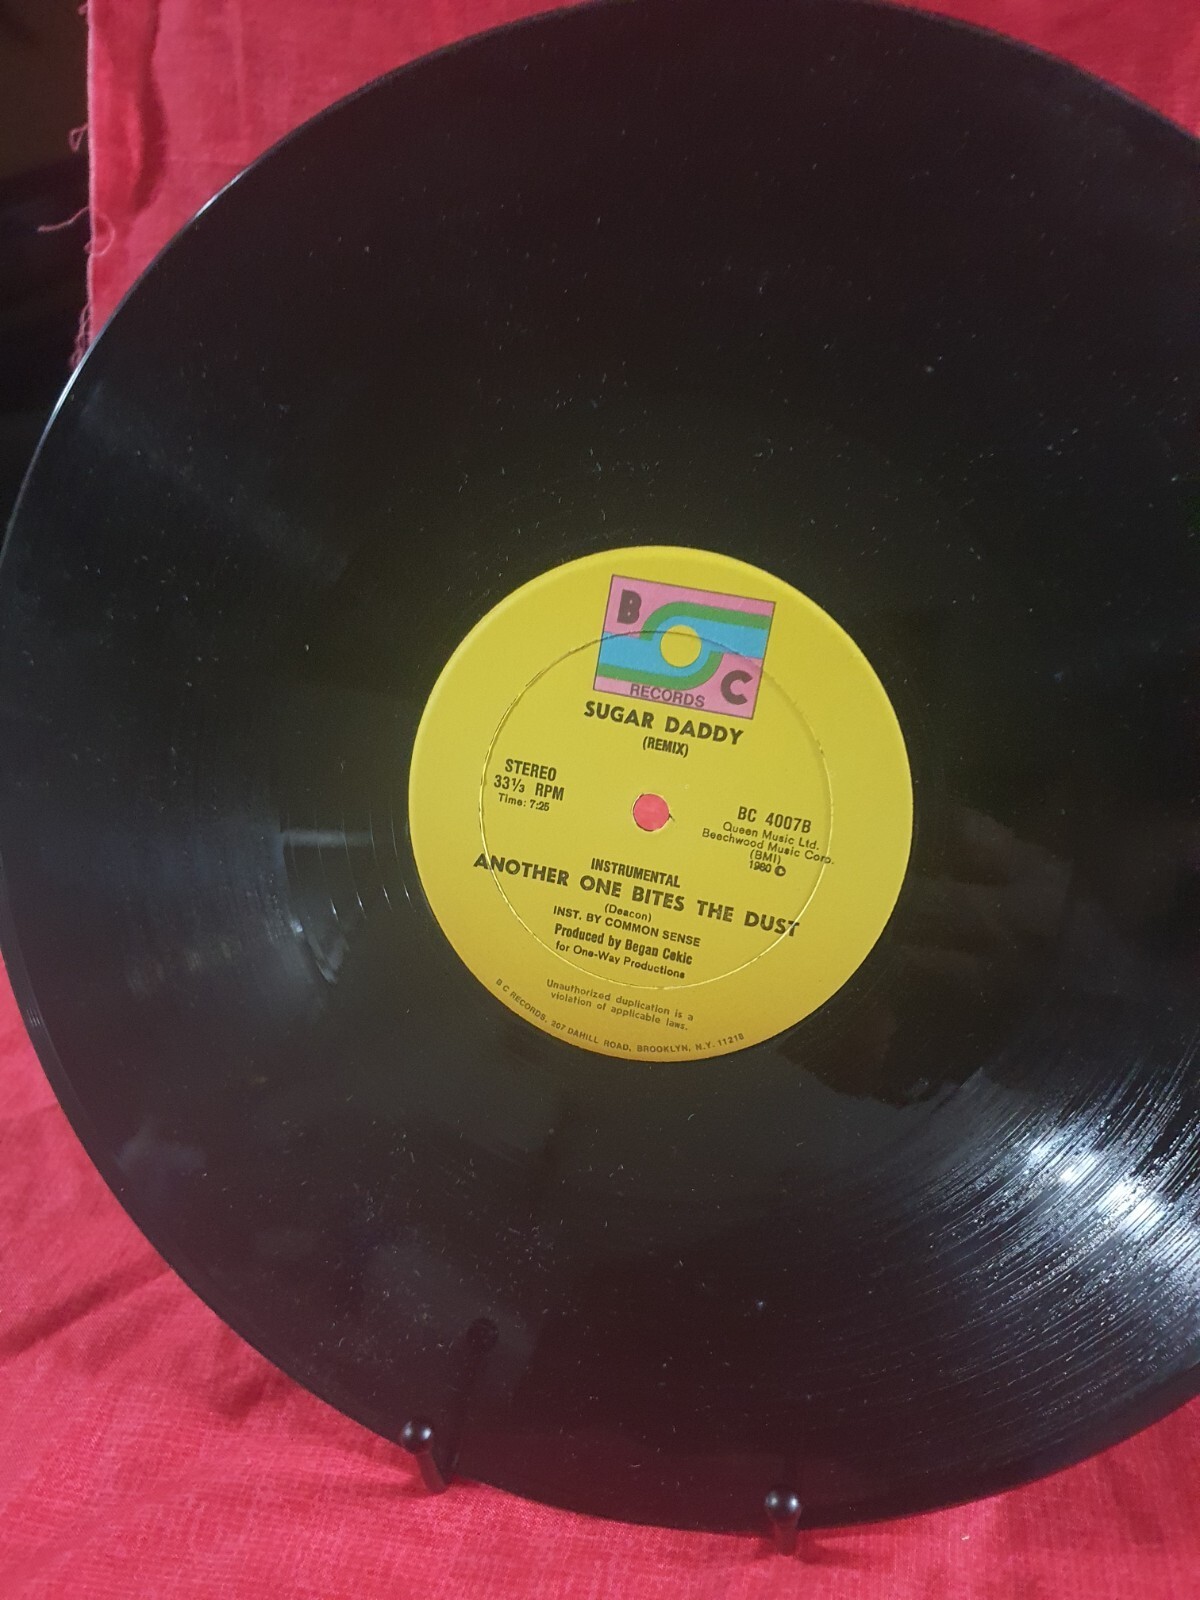 B
C
RECORDS
SUGAR DADDY
(REMIX)
STEREO
33⅓ RPM
Time: 7:25
BC 4007B
Queen Music Ltd.
Beechwood Music Corp.
(BMI)
1980 ©
INSTRUMENTAL
ANOTHER ONE BITES THE DUST
(Deacon)
INST. BY COMMON SENSE
Produced by Began Cekic
for One-Way Productions
Unauthorized duplication is a
violation of applicable laws.
B C RECORDS, 207 DAHILL ROAD, BROOKLYN, N.Y. 11218